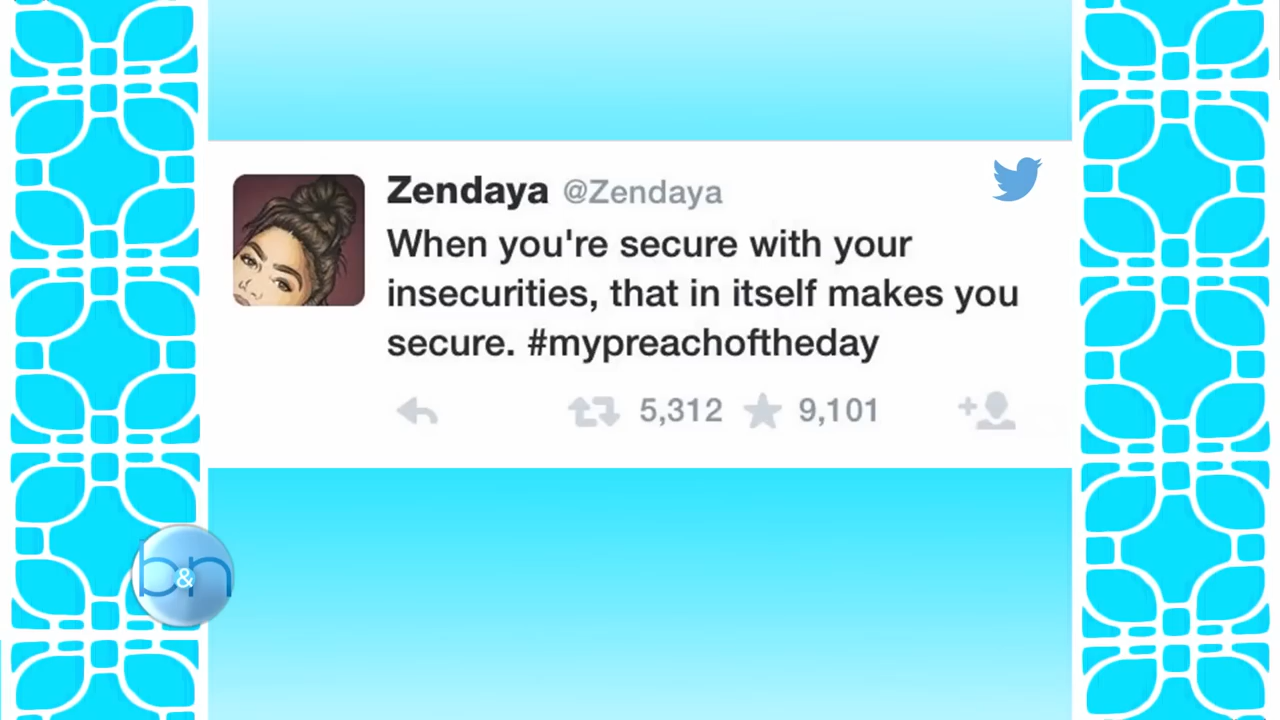 Zendaya @Zendaya
When you're secure with your
insecurities, that in itself makes you
secure. #mypreachoftheday
5,312 9,101
b&n